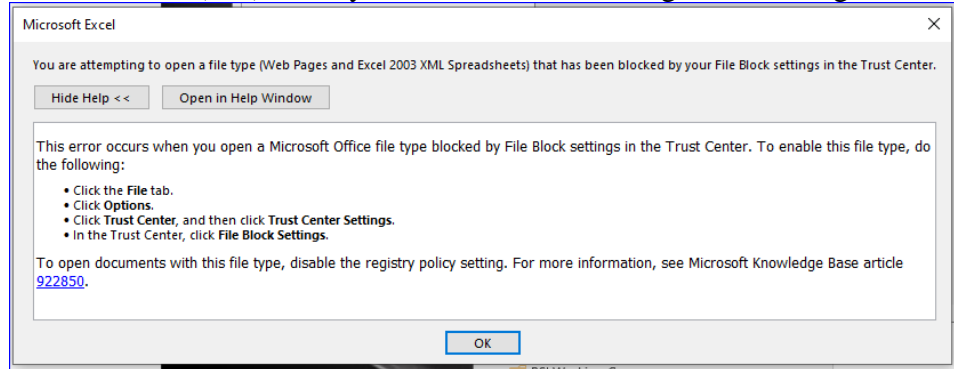 Microsoft Excel
You are attempting to open a file type (Web Pages and Excel 2003 XML Spreadsheets) that has been blocked by your File Block settings in the Trust Center.
Hide Help << Open in Help Window
This error occurs when you open a Microsoft Office file type blocked by File Block settings in the Trust Center. To enable this file type, do
the following:
• Click the File tab.
• Click Options.
• Click Trust Center, and then click Trust Center Settings.
• In the Trust Center, click File Block Settings.
To open documents with this file type, disable the registry policy setting. For more information, see Microsoft Knowledge Base article
922850.
OK